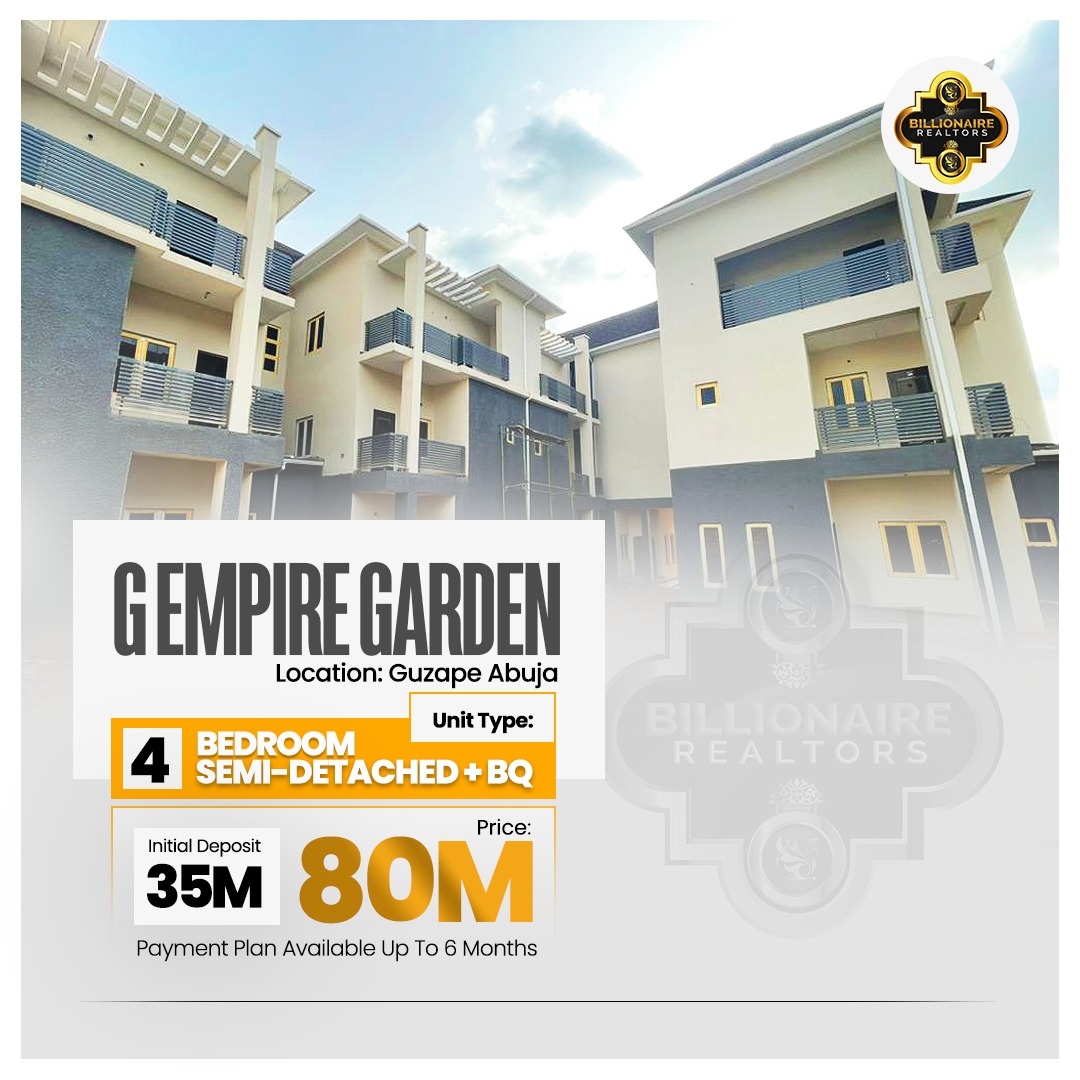 BILLIONAIRE
REALTORS
G EMPIRE GARDEN
Location: Guzape Abuja
Unit Type:
4 BEDROOM
SEMI-DETACHED + BQ
Price:
Initial Deposit
35M
80M
Payment Plan Available Up To 6 Months
BILLIONAIRE
REALTORS